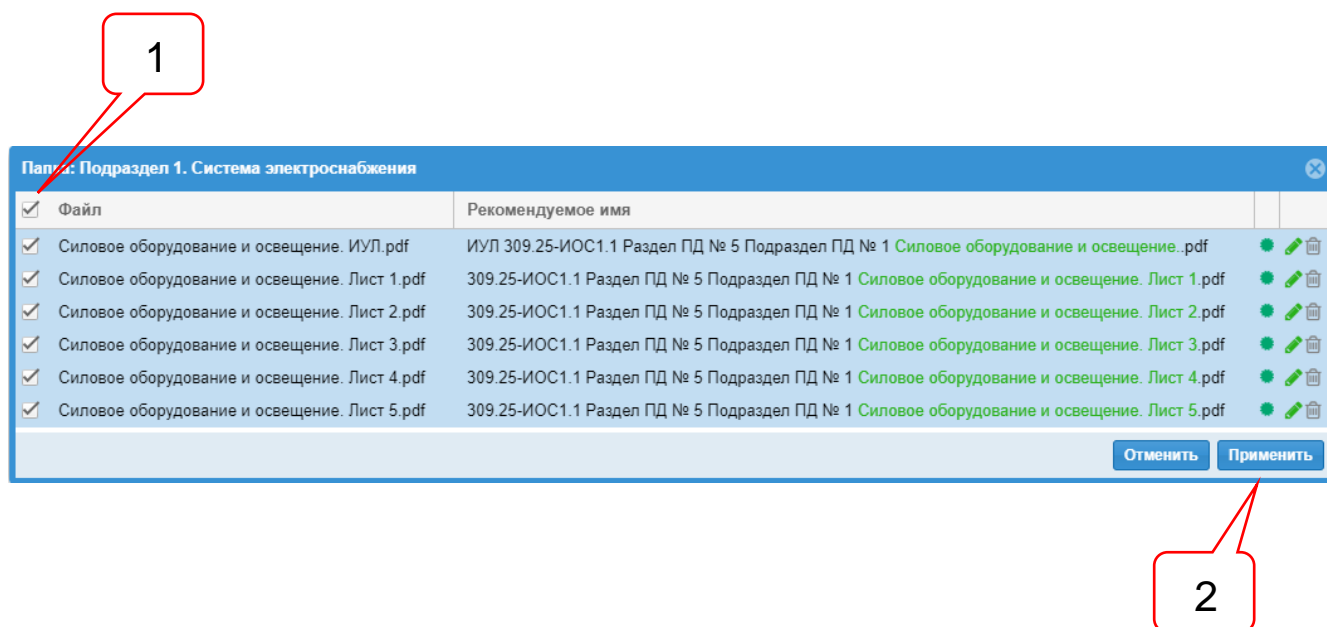 1
Папка: Подраздел 1. Система электроснабжения
Файл Рекомендуемое имя
Силовое оборудование и освещение. ИУЛ.pdf ИУЛ 309.25-ИОС1.1 Раздел ПД № 5 Подраздел ПД № 1 Силовое оборудование и освещение..pdf
Силовое оборудование и освещение. Лист 1.pdf 309.25-ИОС1.1 Раздел ПД № 5 Подраздел ПД № 1 Силовое оборудование и освещение. Лист 1.pdf
Силовое оборудование и освещение. Лист 2.pdf 309.25-ИОС1.1 Раздел ПД № 5 Подраздел ПД № 1 Силовое оборудование и освещение. Лист 2.pdf
Силовое оборудование и освещение. Лист 3.pdf 309.25-ИОС1.1 Раздел ПД № 5 Подраздел ПД № 1 Силовое оборудование и освещение. Лист 3.pdf
Силовое оборудование и освещение. Лист 4.pdf 309.25-ИОС1.1 Раздел ПД № 5 Подраздел ПД № 1 Силовое оборудование и освещение. Лист 4.pdf
Силовое оборудование и освещение. Лист 5.pdf 309.25-ИОС1.1 Раздел ПД № 5 Подраздел ПД № 1 Силовое оборудование и освещение. Лист 5.pdf
Отменить Применить
2